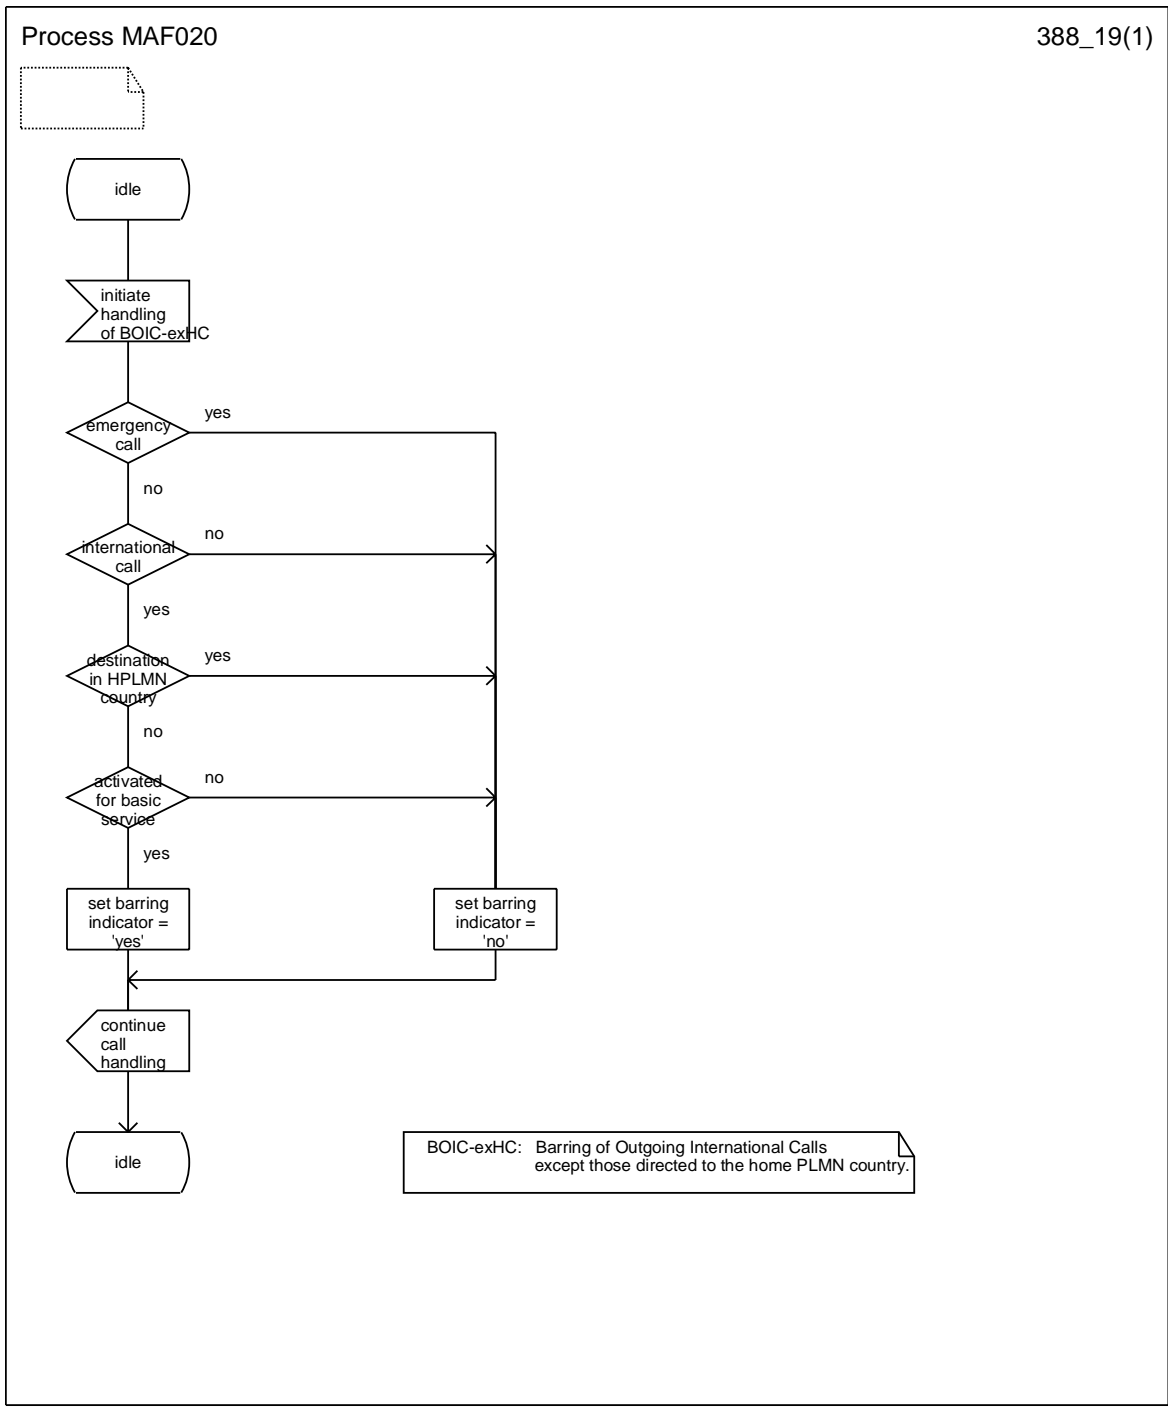 Process MAF020
388_19(1)
idle
initiate
handling
of BOIC-exHC
emergency
call
yes
no
international
call
no
yes
destination
in HPLMN
country
yes
no
activated
for basic
service
no
yes
set barring
indicator =
'yes'
set barring
indicator =
'no'
continue
call
handling
idle
BOIC-exHC: Barring of Outgoing International Calls
except those directed to the home PLMN country.